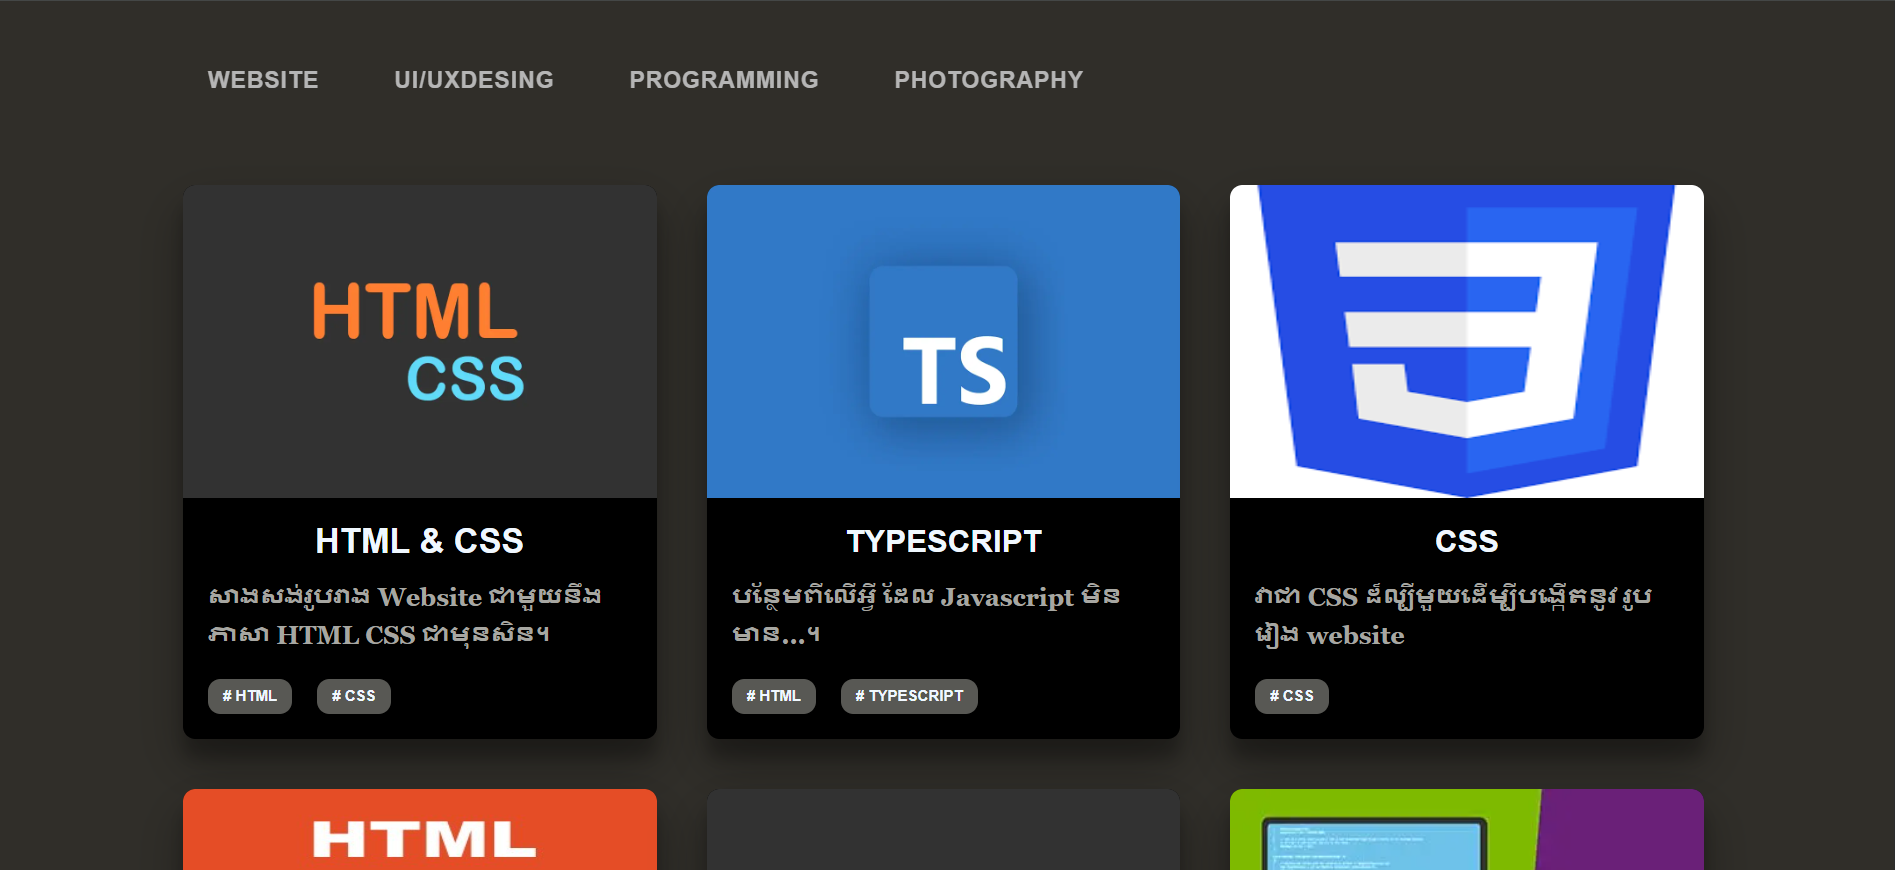 WEBSITE
UI/UXDESING
PROGRAMMING
PHOTOGRAPHY
HTML
CSS
TS
HTML & CSS
សាងសង់រូបរាង Website ជាមួយនឹង
ភាសា HTML CSS ជាមុនសិន។
# HTML
# CSS
TYPESCRIPT
បន្ថែមពីលើអ្វី ដែល Javascript មិន
មាន...។
# HTML
# TYPESCRIPT
CSS
វាជា CSS ដ៏ល្បីមួយដើម្បីបង្កើតនូវ រូប
រៀង website
# CSS
HTML